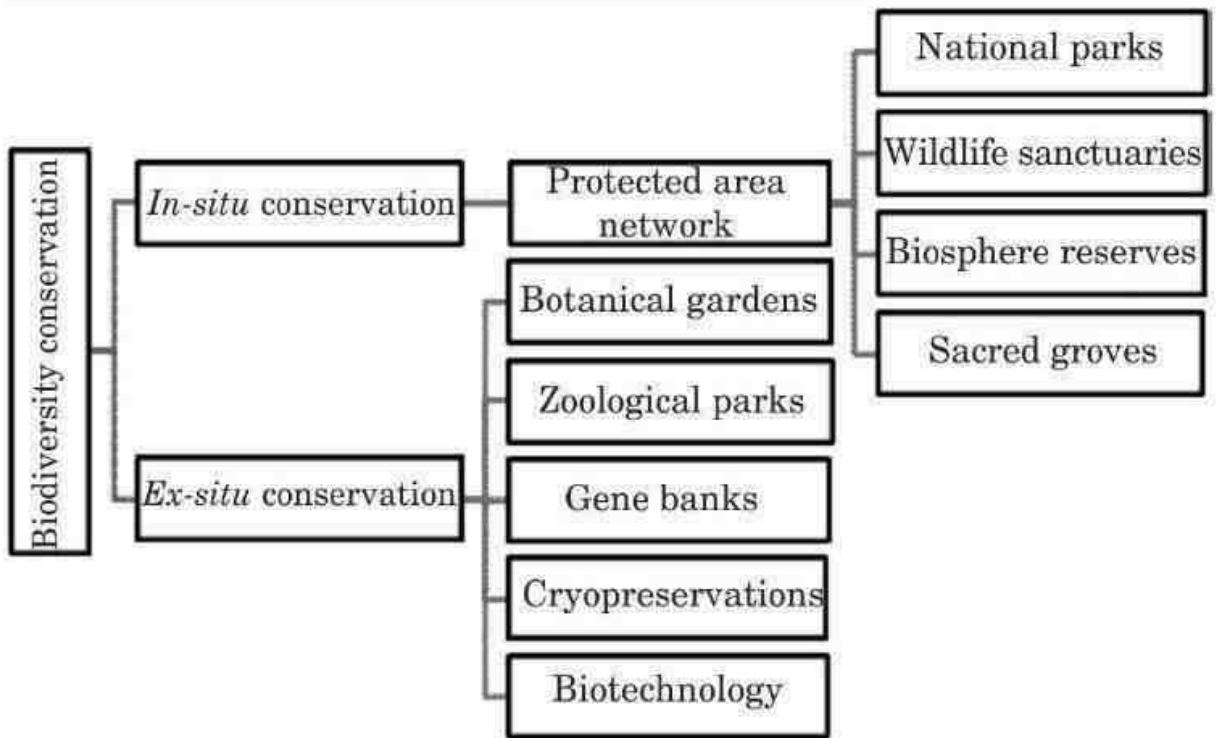 Biodiversity conservation
In-situ conservation
Protected area
network
National parks
Wildlife sanctuaries
Biosphere reserves
Sacred groves
Ex-situ conservation
Botanical gardens
Zoological parks
Gene banks
Cryopreservations
Biotechnology